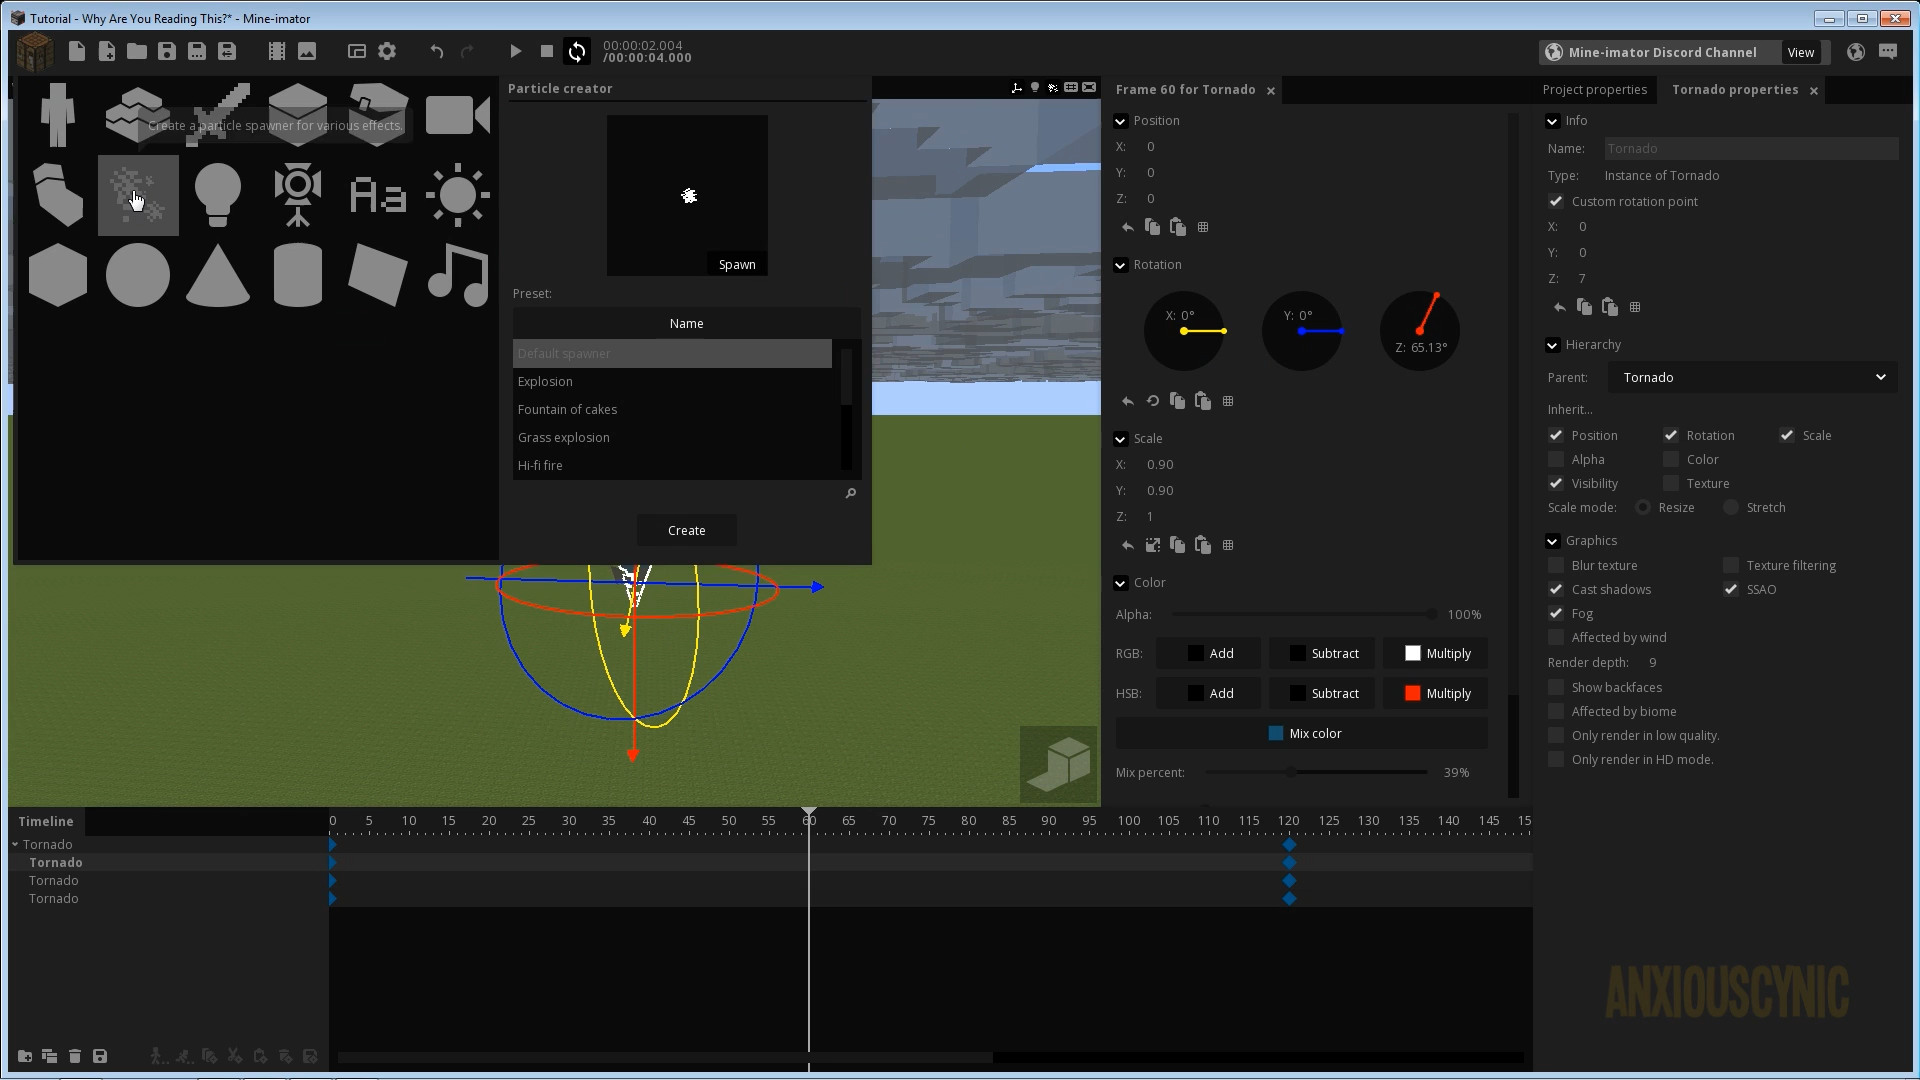 Tutorial - Why Are You Reading This?* - Mine-imator
00:00:02.004
/00:00:04.000
Mine-imator Discord Channel View
Create a particle spawner for various effects.
Particle creator
Spawn
Preset:
Name
Default spawner
Explosion
Fountain of cakes
Grass explosion
Hi-fi fire
Create
Aa
Frame 60 for Tornado
Position
X: 0
Y: 0
Z: 0
Rotation
X: 0° Y: 0° Z: 65.13°
Scale
X: 0.90
Y: 0.90
Z: 1
Color
Alpha: 100%
RGB: Add Subtract Multiply
HSB: Add Subtract Multiply
Mix color
Mix percent: 39%
Project properties Tornado properties
Info
Name: Tornado
Type: Instance of Tornado
Custom rotation point
X: 0
Y: 0
Z: 7
Hierarchy
Parent: Tornado
Inherit...
Position Rotation Scale
Alpha Color
Visibility Texture
Scale mode: Resize Stretch
Graphics
Blur texture Texture filtering
Cast shadows SSAO
Fog
Affected by wind
Render depth: 9
Show backfaces
Affected by biome
Only render in low quality.
Only render in HD mode.
Timeline
0 5 10 15 20 25 30 35 40 45 50 55 60 65 70 75 80 85 90 95 100 105 110 115 120 125 130 135 140 145 15
Tornado
Tornado
Tornado
Tornado
ANXIOUSCYNIC